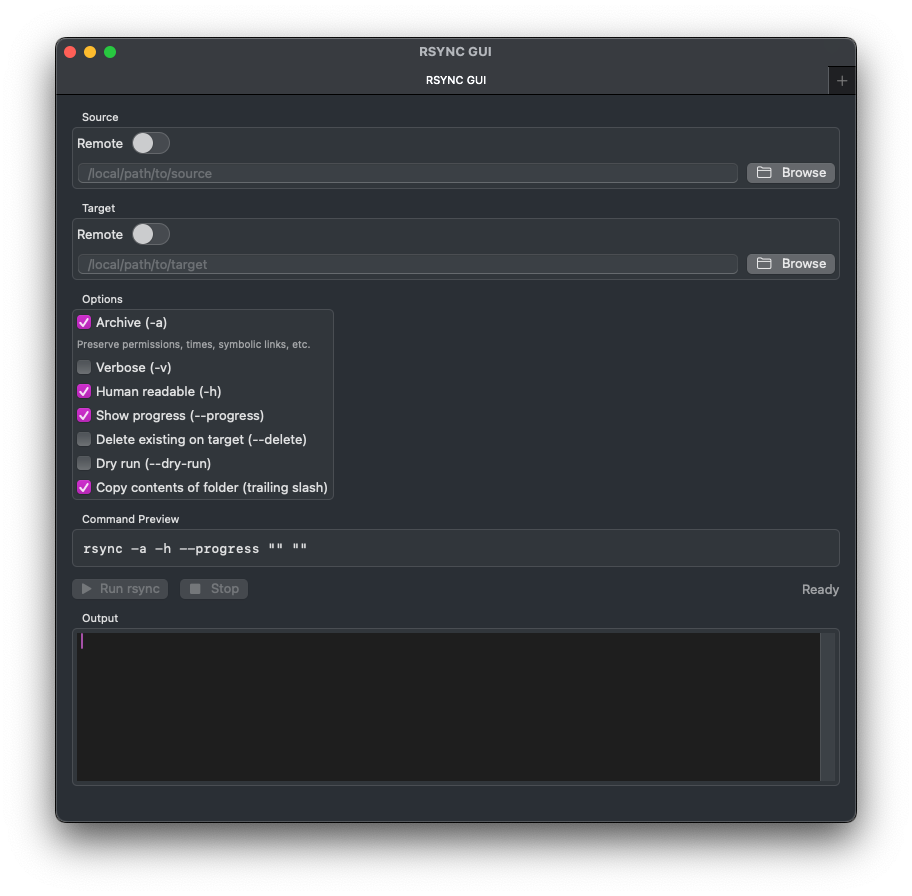 RSYNC GUI
RSYNC GUI
Source
Remote
/local/path/to/source
Browse
Target
Remote
/local/path/to/target
Browse
Options
Archive (-a)
Preserve permissions, times, symbolic links, etc.
Verbose (-v)
Human readable (-h)
Show progress (--progress)
Delete existing on target (--delete)
Dry run (--dry-run)
Copy contents of folder (trailing slash)
Command Preview
rsync -a -h --progress "" ""
Run rsync
Stop
Ready
Output